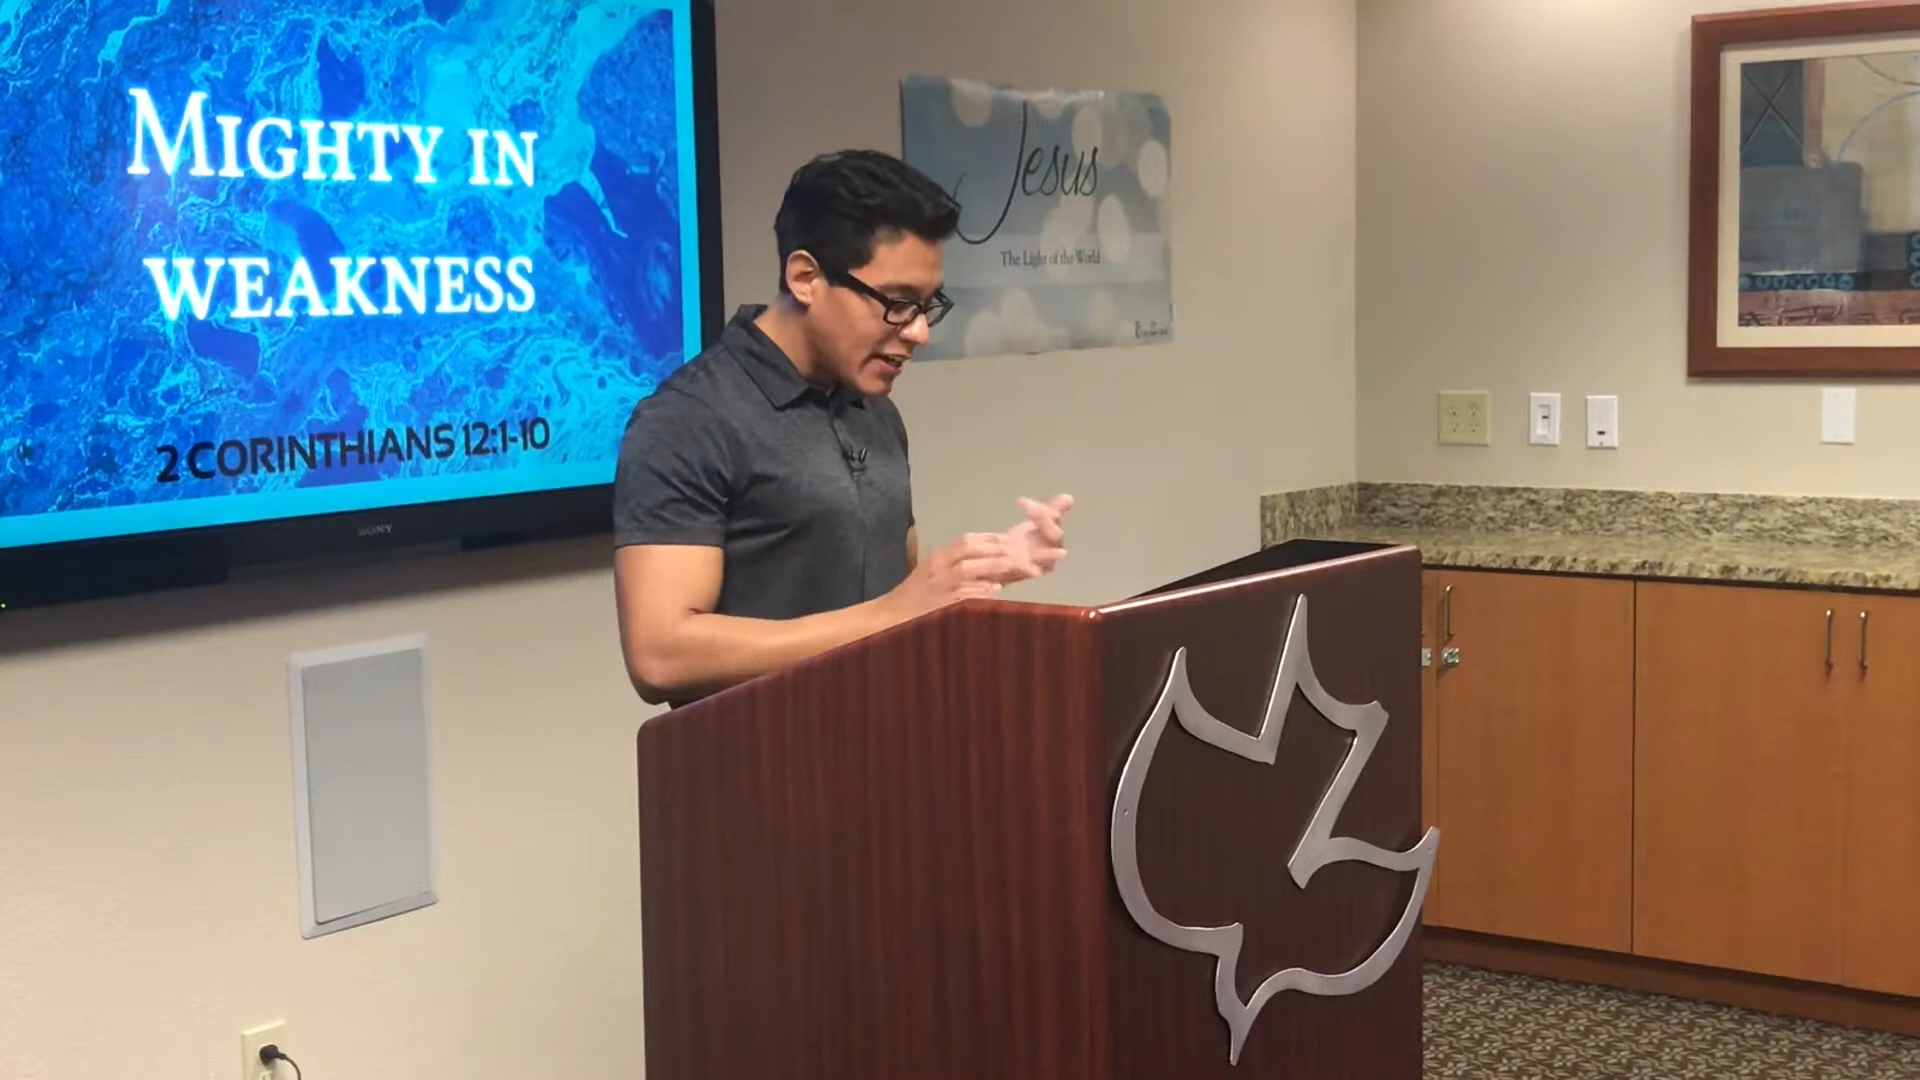 MIGHTY IN
WEAKNESS
2 CORINTHIANS 12:1-10
SONY
Jesus
The Light of the World